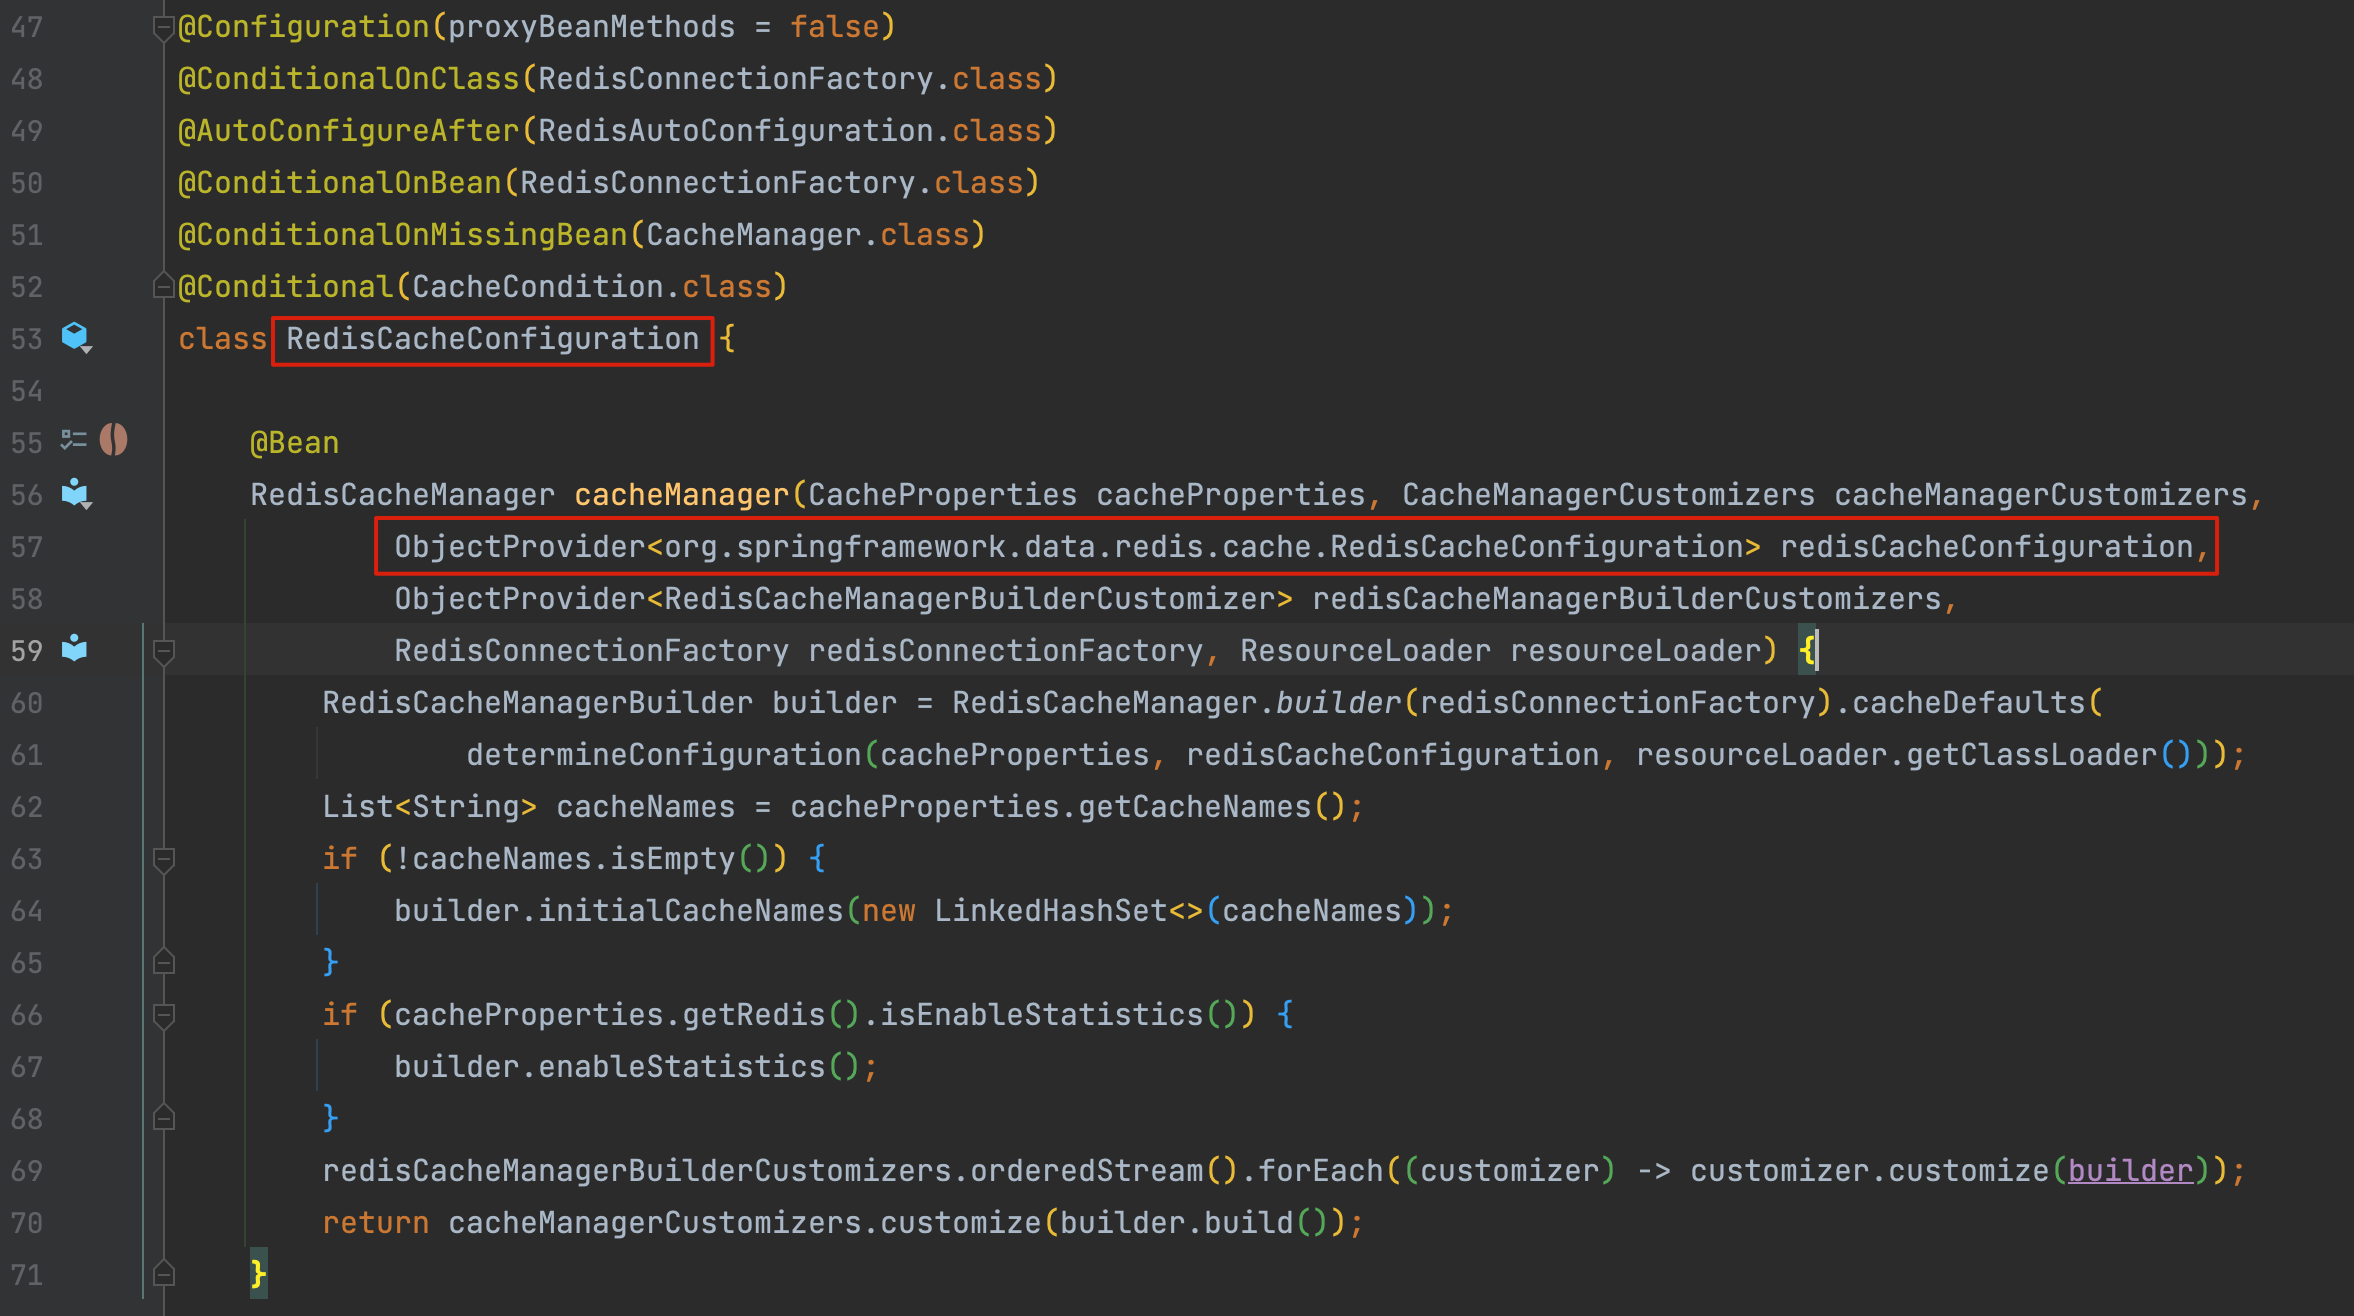 47 @Configuration(proxyBeanMethods = false)
48 @ConditionalOnClass(RedisConnectionFactory.class)
49 @AutoConfigureAfter(RedisAutoConfiguration.class)
50 @ConditionalOnBean(RedisConnectionFactory.class)
51 @ConditionalOnMissingBean(CacheManager.class)
52 @Conditional(CacheCondition.class)
53 class RedisCacheConfiguration {
54
55     @Bean
56     RedisCacheManager cacheManager(CacheProperties cacheProperties, CacheManagerCustomizers cacheManagerCustomizers,
57             ObjectProvider<org.springframework.data.redis.cache.RedisCacheConfiguration> redisCacheConfiguration,
58             ObjectProvider<RedisCacheManagerBuilderCustomizer> redisCacheManagerBuilderCustomizers,
59             RedisConnectionFactory redisConnectionFactory, ResourceLoader resourceLoader) {
60         RedisCacheManagerBuilder builder = RedisCacheManager.builder(redisConnectionFactory).cacheDefaults(
61                 determineConfiguration(cacheProperties, redisCacheConfiguration, resourceLoader.getClassLoader()));
62         List<String> cacheNames = cacheProperties.getCacheNames();
63         if (!cacheNames.isEmpty()) {
64             builder.initialCacheNames(new LinkedHashSet<>(cacheNames));
65         }
66         if (cacheProperties.getRedis().isEnableStatistics()) {
67             builder.enableStatistics();
68         }
69         redisCacheManagerBuilderCustomizers.orderedStream().forEach((customizer) -> customizer.customize(builder));
70         return cacheManagerCustomizers.customize(builder.build());
71     }